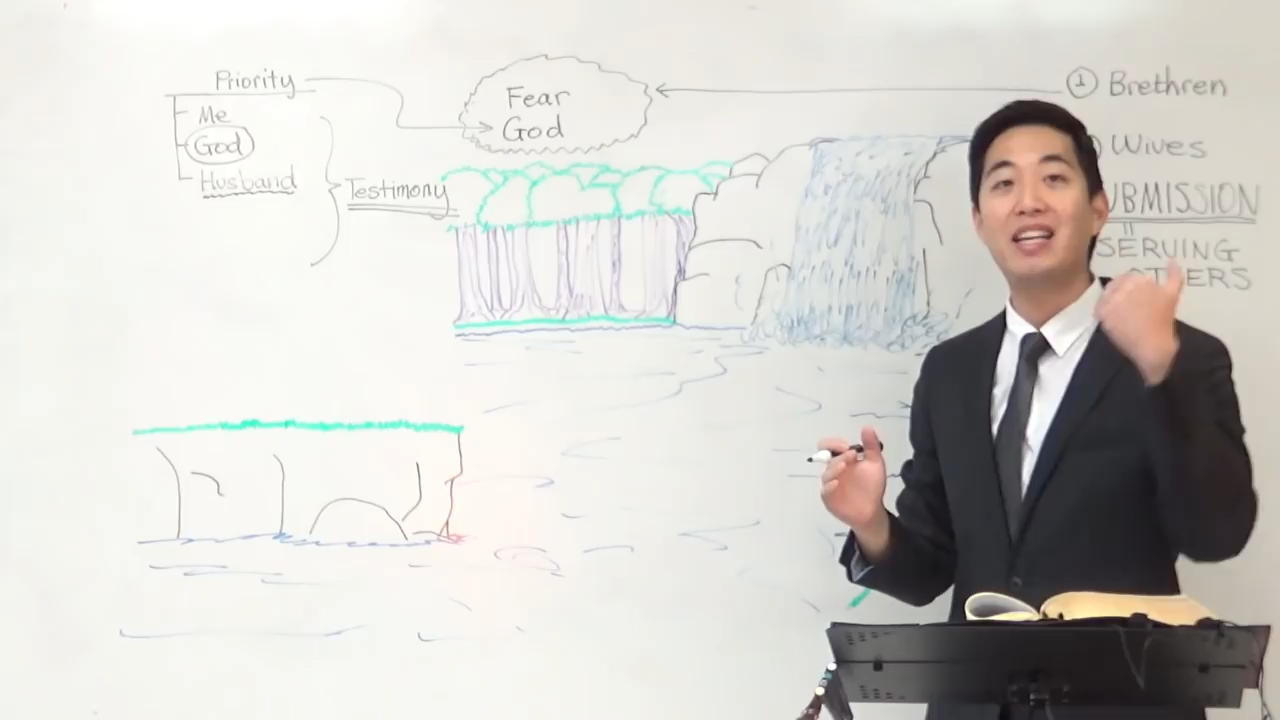 Priority
Me
God
Husband
Testimony
Fear
God
① Brethren
Wives
UBMISSION
"
SERVING